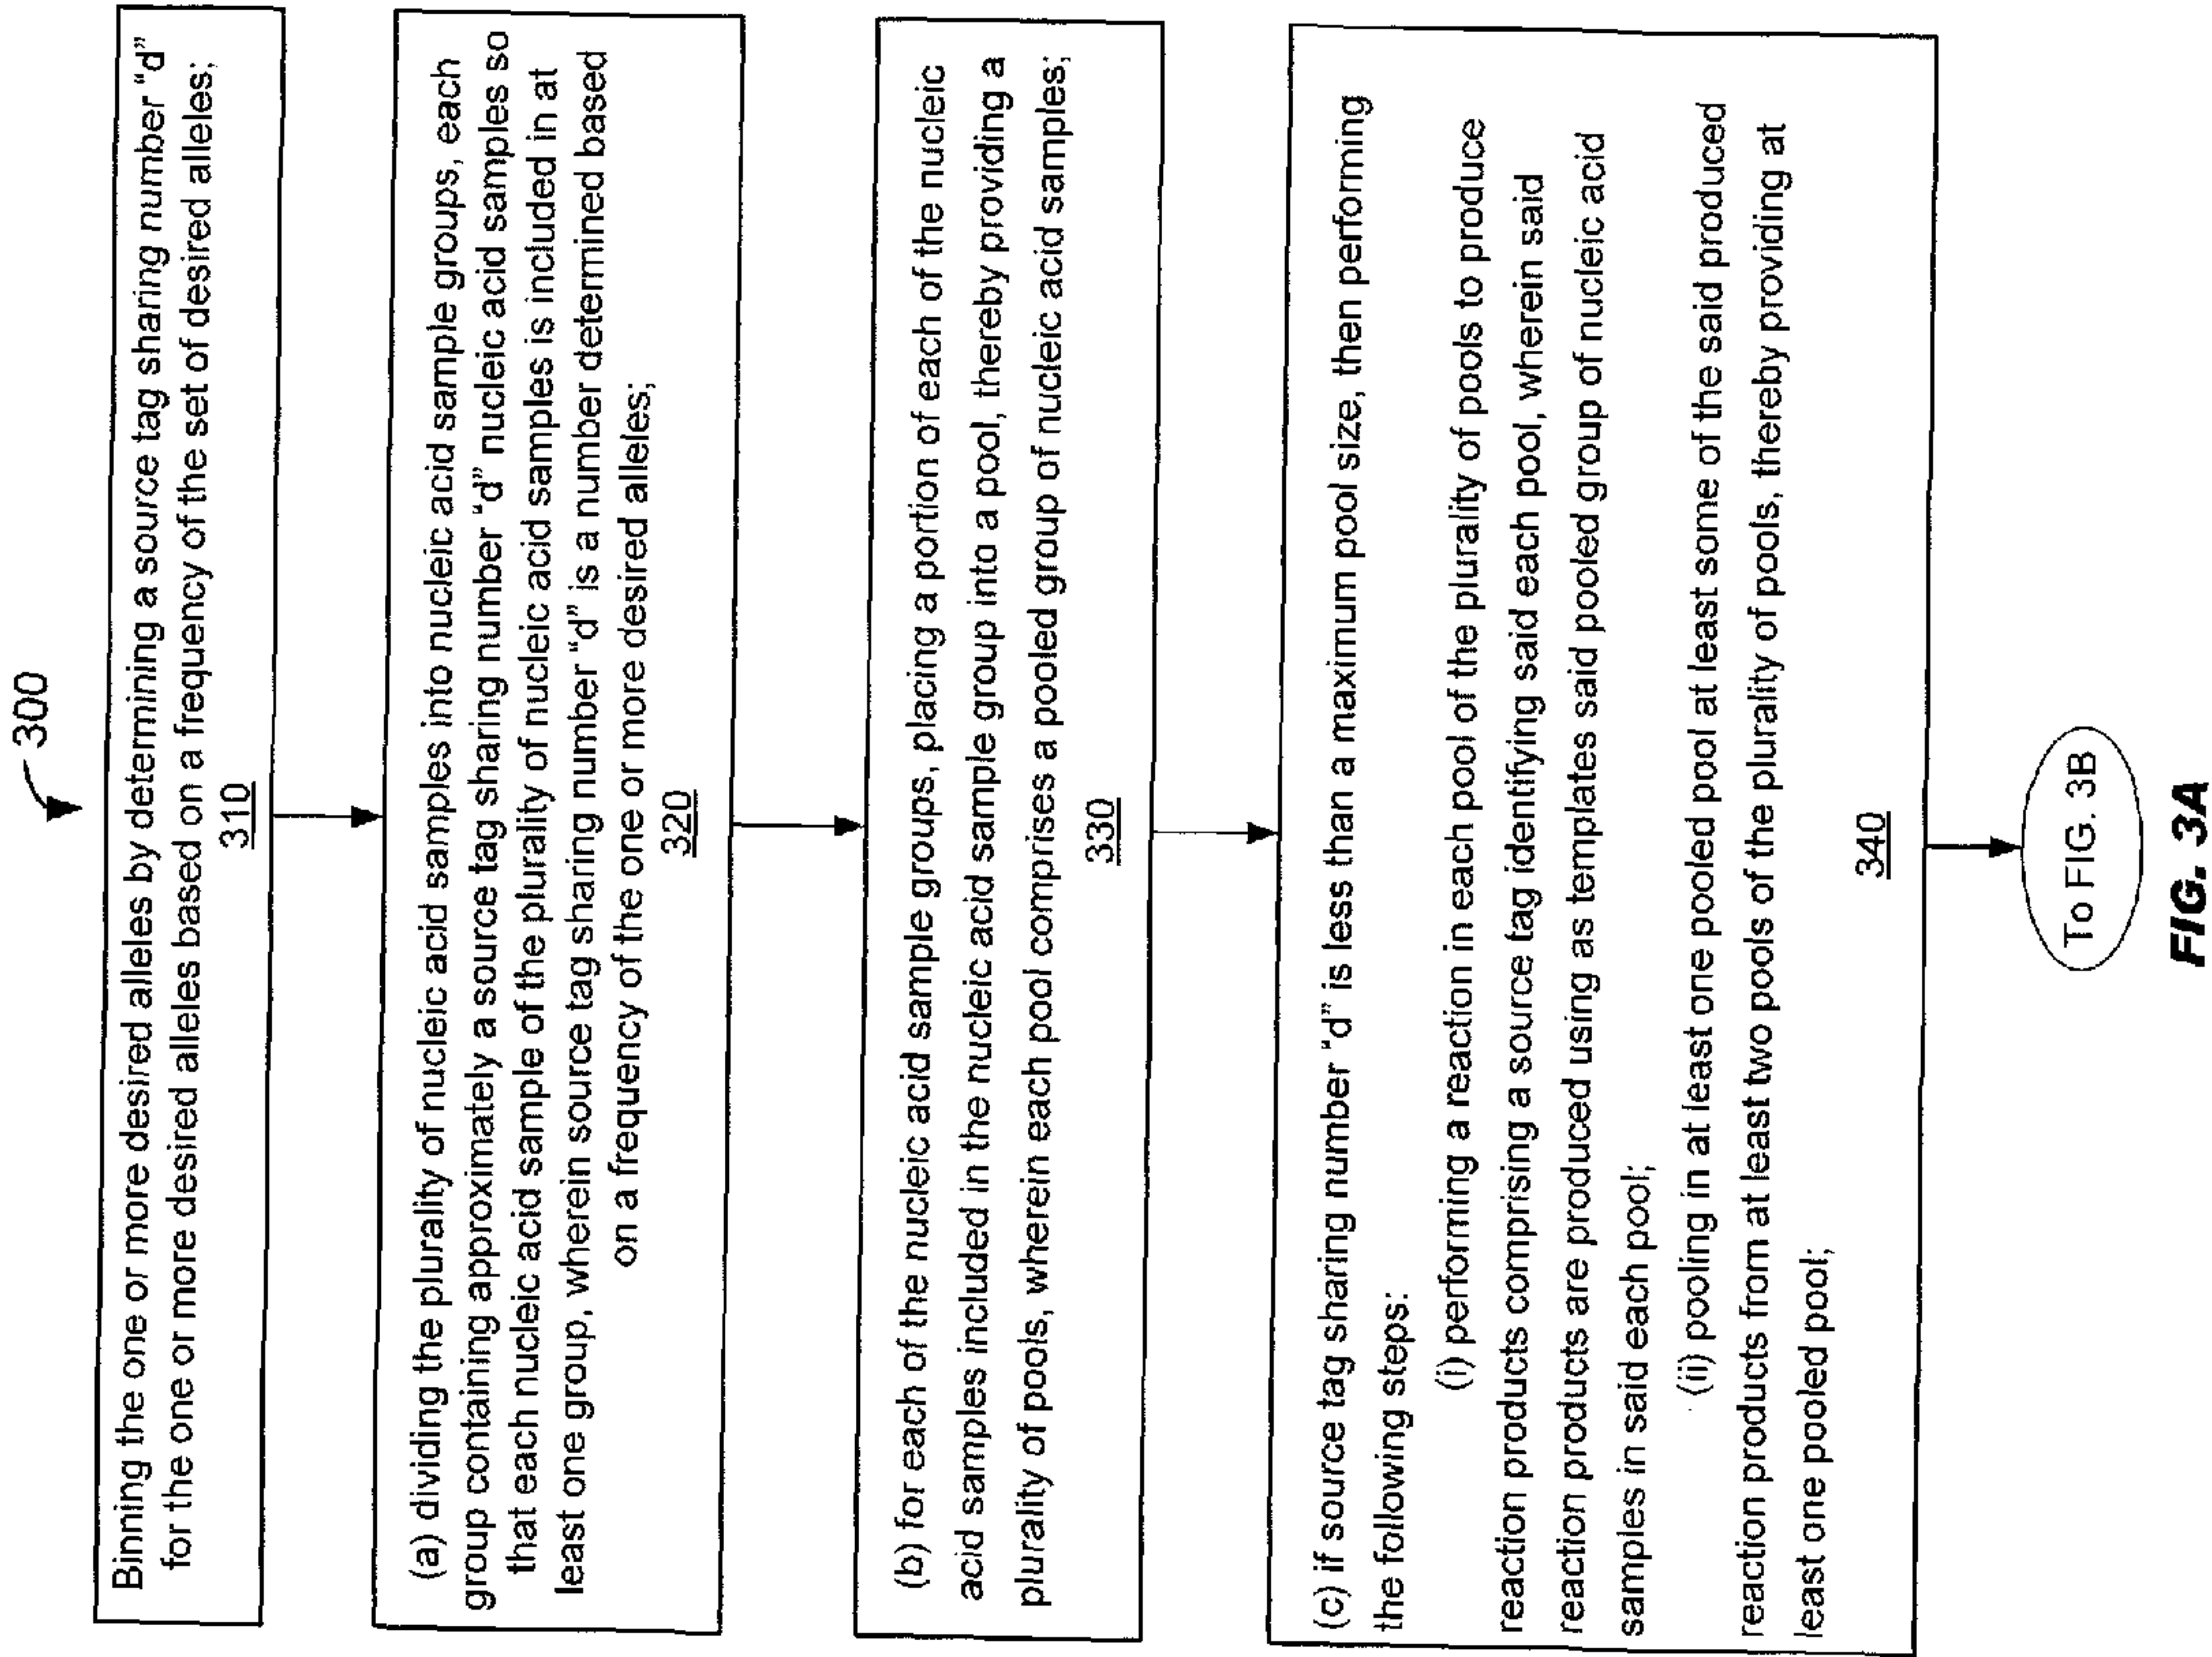 300
Binning the one or more desired alleles by determining a source tag sharing number “d”
for the one or more desired alleles based on a frequency of the set of desired alleles;
310
(a) dividing the plurality of nucleic acid samples into nucleic acid sample groups, each
group containing approximately a source tag sharing number “d” nucleic acid samples so
that each nucleic acid sample of the plurality of nucleic acid samples is included in at
least one group, wherein source tag sharing number “d” is a number determined based
on a frequency of the one or more desired alleles;
320
(b) for each of the nucleic acid sample groups, placing a portion of each of the nucleic
acid samples included in the nucleic acid sample group into a pool, thereby providing a
plurality of pools, wherein each pool comprises a pooled group of nucleic acid samples;
330
(c) if source tag sharing number “d” is less than a maximum pool size, then performing
the following steps:
(i) performing a reaction in each pool of the plurality of pools to produce
reaction products comprising a source tag identifying said each pool, wherein said
reaction products are produced using as templates said pooled group of nucleic acid
samples in said each pool;
(ii) pooling in at least one pooled pool at least some of the said produced
reaction products from at least two pools of the plurality of pools, thereby providing at
least one pooled pool;
340
To FIG. 3B
FIG. 3A